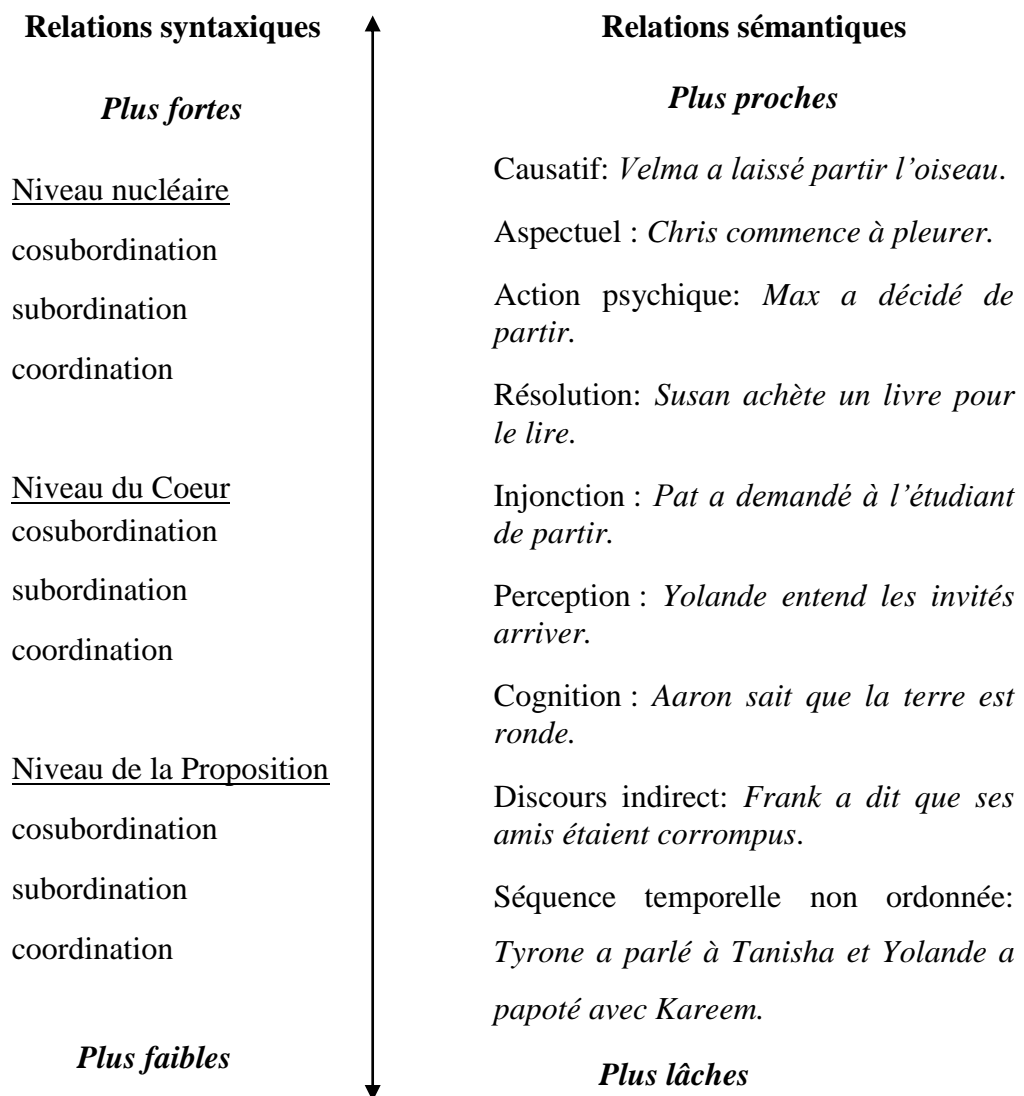 Relations syntaxiques
Plus fortes
Niveau nucléaire
cosubordination
subordination
coordination
Niveau du Coeur
cosubordination
subordination
coordination
Niveau de la Proposition
cosubordination
subordination
coordination
Plus faibles
Relations sémantiques
Plus proches
Causatif: Velma a laissé partir l’oiseau.
Aspectuel : Chris commence à pleurer.
Action psychique: Max a décidé de
partir.
Résolution: Susan achète un livre pour
le lire.
Injonction : Pat a demandé à l’étudiant
de partir.
Perception : Yolande entend les invités
arriver.
Cognition : Aaron sait que la terre est
ronde.
Discours indirect: Frank a dit que ses
amis étaient corrompus.
Séquence temporelle non ordonnée:
Tyrone a parlé à Tanisha et Yolande a
papoté avec Kareem.
Plus lâches